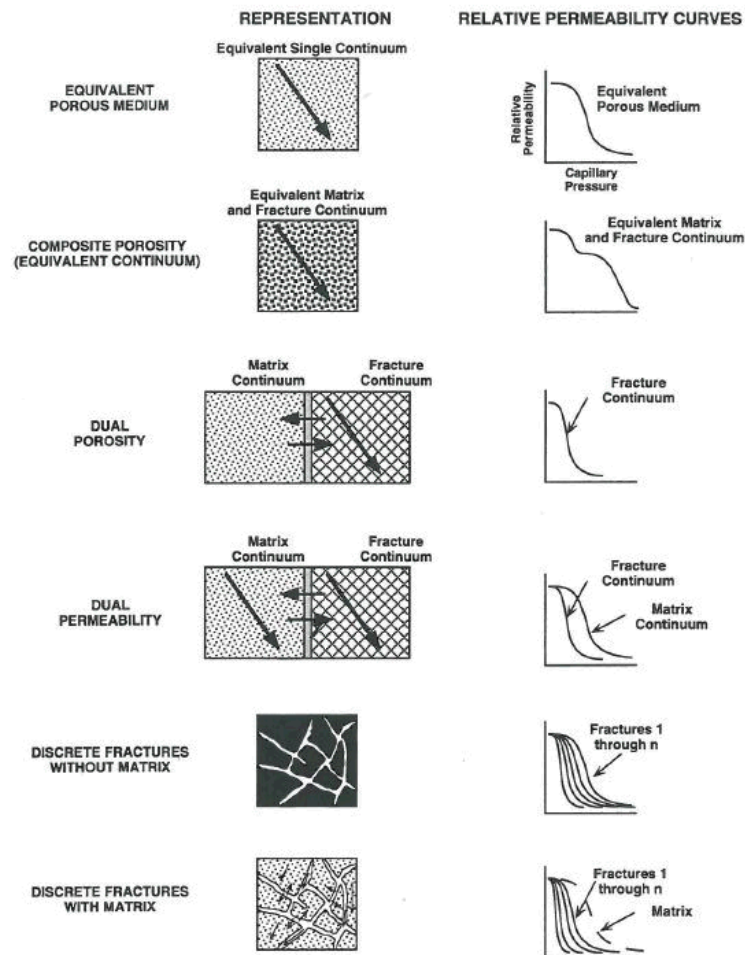 REPRESENTATION
RELATIVE PERMEABILITY CURVES
EQUIVALENT
POROUS MEDIUM
Equivalent Single Continuum
Relative
Permeability
Equivalent
Porous Medium
Capillary
Pressure
COMPOSITE POROSITY
(EQUIVALENT CONTINUUM)
Equivalent Matrix
and Fracture Continuum
Equivalent Matrix
and Fracture Continuum
DUAL
POROSITY
Matrix
Continuum
Fracture
Continuum
Fracture
Continuum
DUAL
PERMEABILITY
Matrix
Continuum
Fracture
Continuum
Fracture
Continuum
Matrix
Continuum
DISCRETE FRACTURES
WITHOUT MATRIX
Fractures 1
through n
DISCRETE FRACTURES
WITH MATRIX
Fractures 1
through n
Matrix